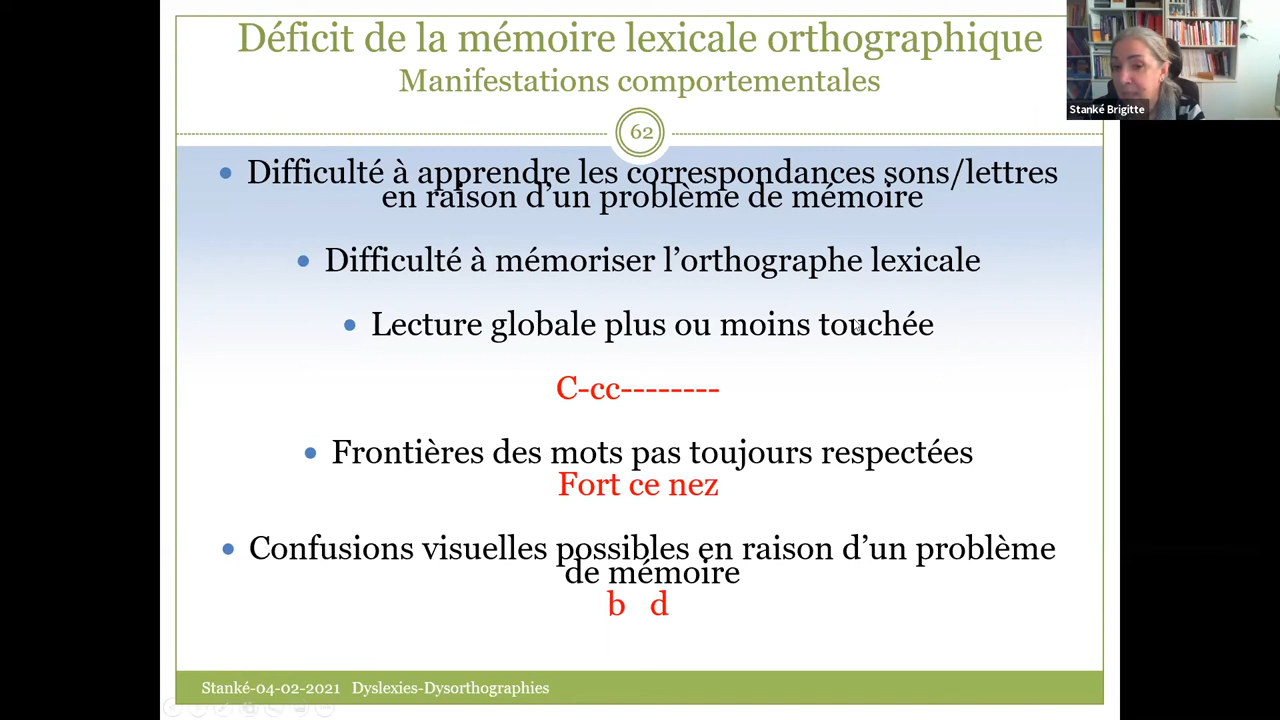 Déficit de la mémoire lexicale orthographique
Manifestations comportementales
Stanké Brigitte
62
• Difficulté à apprendre les correspondances sons/lettres
en raison d’un problème de mémoire
• Difficulté à mémoriser l’orthographe lexicale
• Lecture globale plus ou moins touchée
C-cc--------
• Frontières des mots pas toujours respectées
Fort ce nez
• Confusions visuelles possibles en raison d’un problème
de mémoire
b d
Stanké-04-02-2021 Dyslexies-Dysorthographies